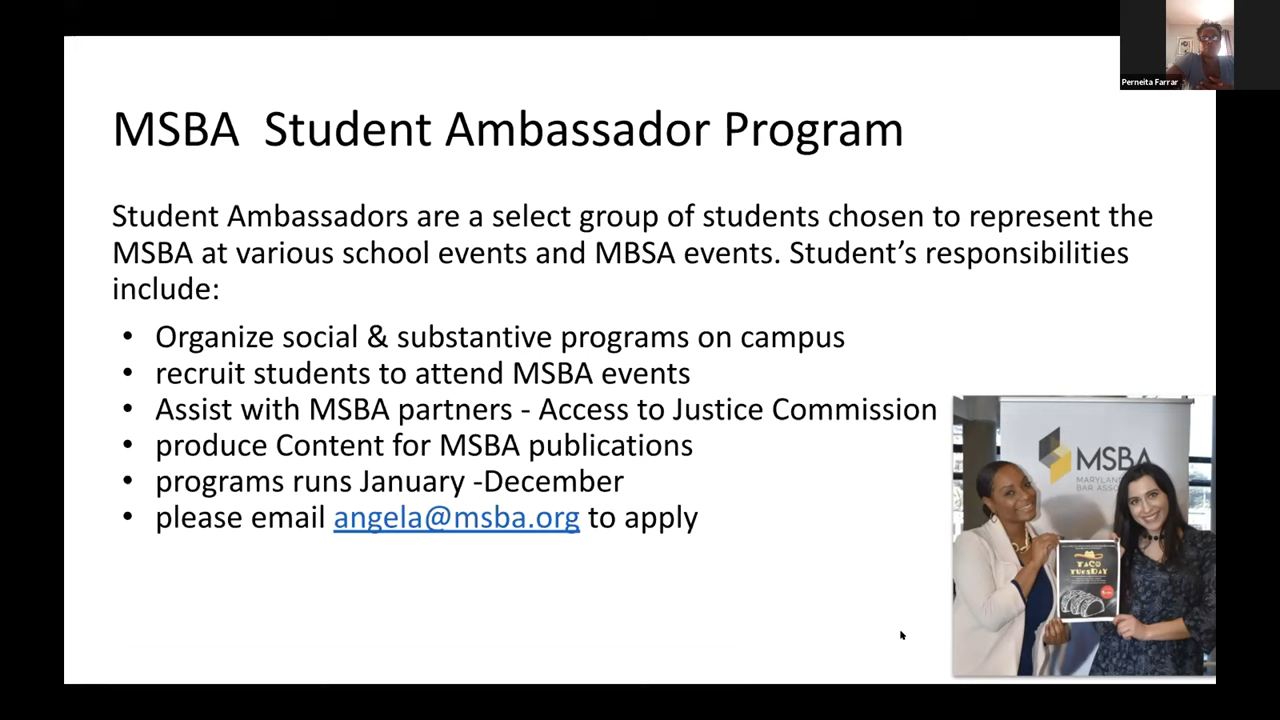 Perneita Farrar
MSBA  Student Ambassador Program
Student Ambassadors are a select group of students chosen to represent the
MSBA at various school events and MBSA events. Student’s responsibilities
include:
• Organize social & substantive programs on campus
• recruit students to attend MSBA events
• Assist with MSBA partners - Access to Justice Commission
• produce Content for MSBA publications
• programs runs January -December
• please email angela@msba.org to apply
MSBA
MARYLAND
BAR ASSO
TACO
TUESDAY